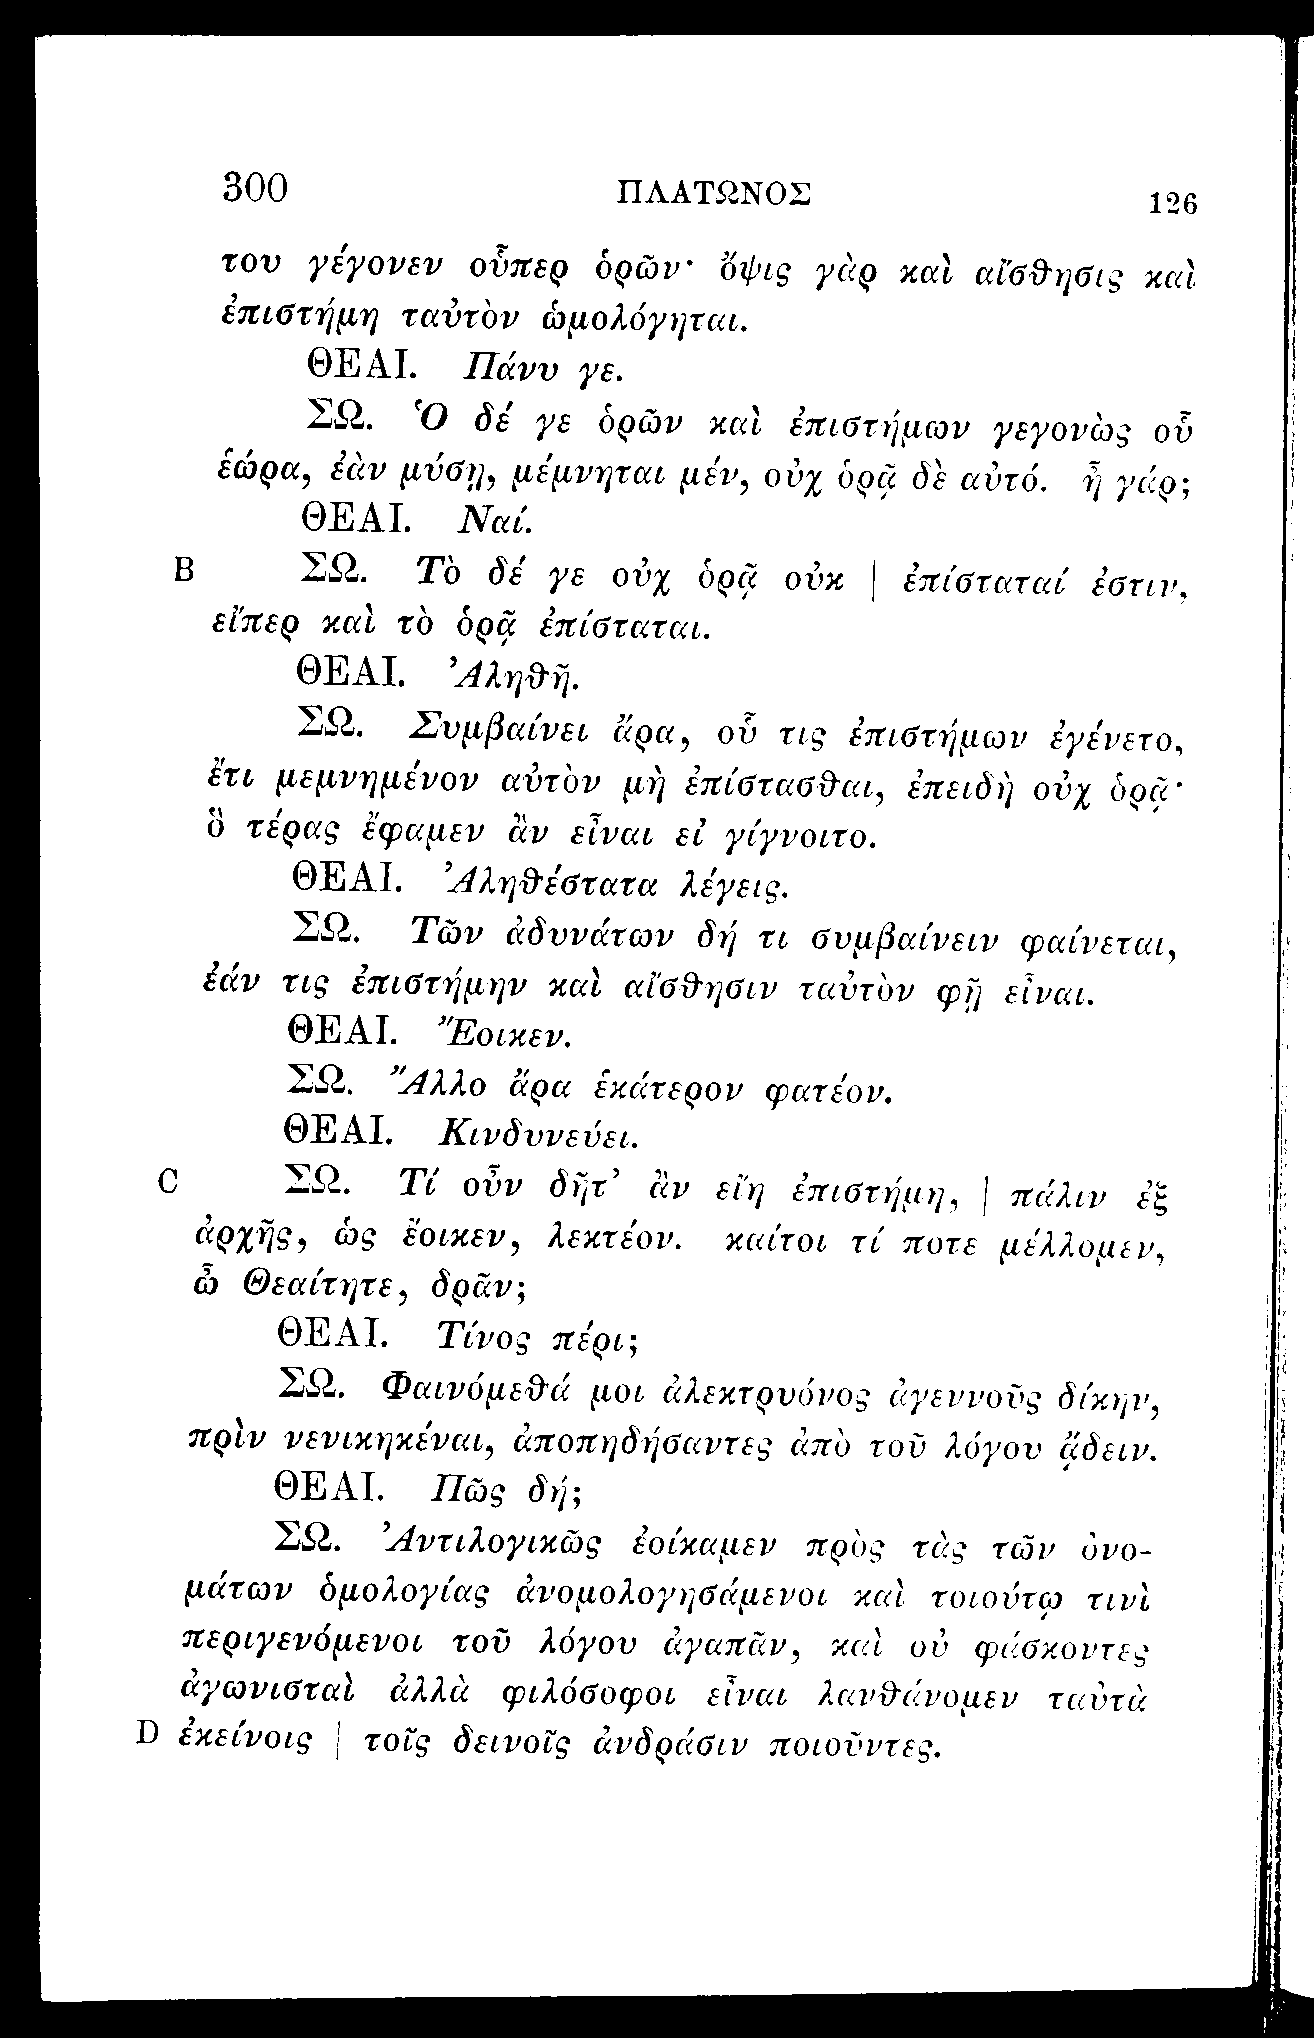 300 ΠΛΑΤΩΝΟΣ 126
του γέγονεν οὗπερ ὁρῶν· ὄψις γὰρ καὶ αἴσθησις καὶ
ἐπιστήμη ταὐτὸν ὡμολόγηται.
ΘΕΑΙ. Πάνυ γε.
ΣΩ. Ὁ δέ γε ὁρῶν καὶ ἐπιστήμων γεγονὼς οὗ
ἑώρα, ἐὰν μύσῃ, μέμνηται μέν, οὐχ ὁρᾷ δὲ αὐτό. ἦ γάρ;
ΘΕΑΙ. Ναί.
B ΣΩ. Τὸ δέ γε οὐχ ὁρᾷ οὐκ | ἐπίσταταί ἐστιν,
εἴπερ καὶ τὸ ὁρᾷ ἐπίσταται.
ΘΕΑΙ. Ἀληθῆ.
ΣΩ. Συμβαίνει ἄρα, οὗ τις ἐπιστήμων ἐγένετο,
ἔτι μεμνημένον αὐτὸν μὴ ἐπίστασθαι, ἐπειδὴ οὐχ ὁρᾷ·
ὃ τέρας ἔφαμεν ἂν εἶναι εἰ γίγνοιτο.
ΘΕΑΙ. Ἀληθέστατα λέγεις.
ΣΩ. Τῶν ἀδυνάτων δή τι συμβαίνειν φαίνεται,
ἐάν τις ἐπιστήμην καὶ αἴσθησιν ταὐτὸν φῇ εἶναι.
ΘΕΑΙ. Ἔοικεν.
ΣΩ. Ἄλλο ἄρα ἑκάτερον φατέον.
ΘΕΑΙ. Κινδυνεύει.
C ΣΩ. Τί οὖν δῆτ’ ἂν εἴη ἐπιστήμη, | πάλιν ἐξ
ἀρχῆς, ὡς ἔοικεν, λεκτέον. καίτοι τί ποτε μέλλομεν,
ὦ Θεαίτητε, δρᾶν;
ΘΕΑΙ. Τίνος πέρι;
ΣΩ. Φαινόμεθά μοι ἀλεκτρυόνος ἀγεννοῦς δίκην,
πρὶν νενικηκέναι, ἀποπηδήσαντες ἀπὸ τοῦ λόγου ᾄδειν.
ΘΕΑΙ. Πῶς δή;
ΣΩ. Ἀντιλογικῶς ἐοίκαμεν πρὸς τὰς τῶν ὀνο-
μάτων ὁμολογίας ἀνομολογησάμενοι καὶ τοιούτῳ τινὶ
περιγενόμενοι τοῦ λόγου ἀγαπᾶν, καὶ οὐ φάσκοντες
ἀγωνισταὶ ἀλλὰ φιλόσοφοι εἶναι λανθάνομεν ταὐτὰ
D ἐκείνοις | τοῖς δεινοῖς ἀνδράσιν ποιοῦντες.